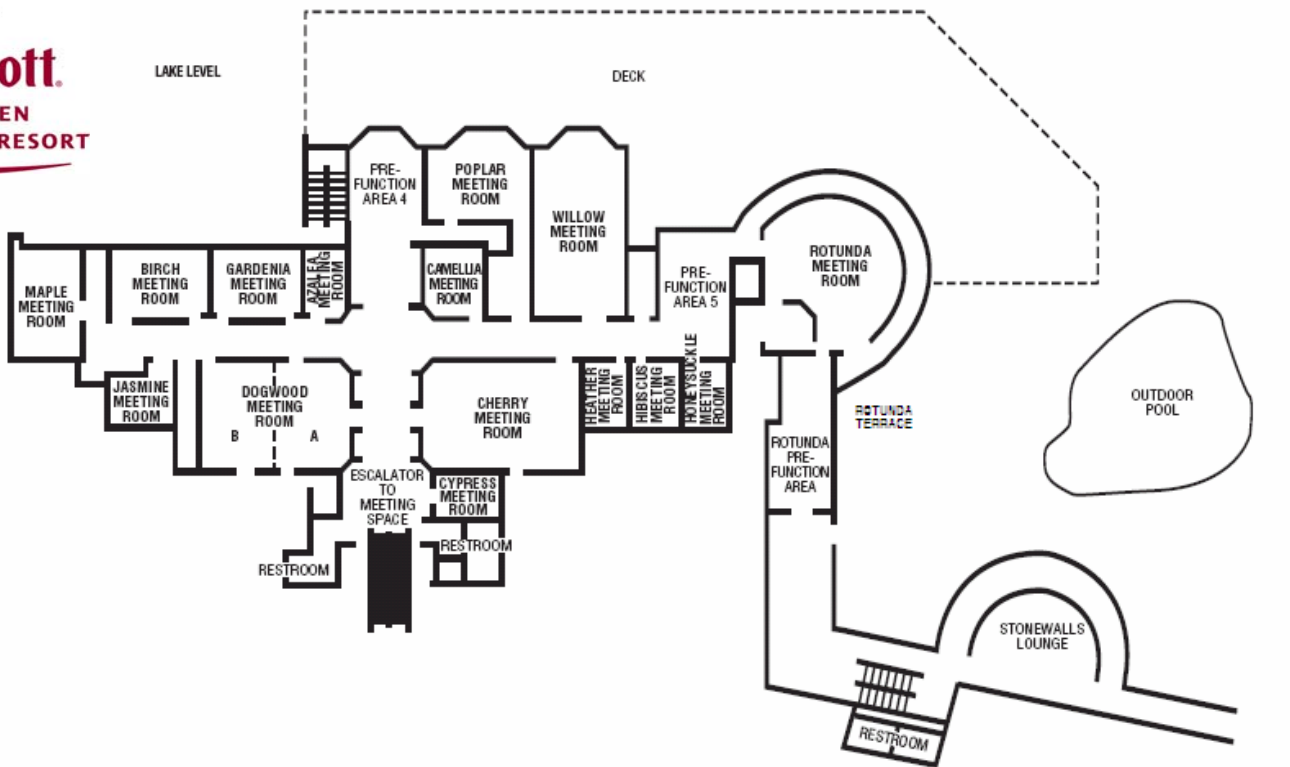 ott.
EN
RESORT
LAKE LEVEL
DECK
PRE-
FUNCTION
AREA 4
POPLAR
MEETING
ROOM
WILLOW
MEETING
ROOM
MAPLE
MEETING
ROOM
BIRCH
MEETING
ROOM
GARDENIA
MEETING
ROOM
AZALEA
MEETING
ROOM
CAMELLIA
MEETING
ROOM
PRE-
FUNCTION
AREA 5
ROTUNDA
MEETING
ROOM
JASMINE
MEETING
ROOM
DOGWOOD
MEETING
ROOM
B
A
CHERRY
MEETING
ROOM
HEATHER
MEETING
ROOM
HIBISCUS
MEETING
ROOM
HONEYSUCKLE
MEETING
ROOM
ROTUNDA
TERRACE
OUTDOOR
POOL
ROTUNDA
PRE-
FUNCTION
AREA
ESCALATOR
TO
MEETING
SPACE
CYPRESS
MEETING
ROOM
RESTROOM
RESTROOM
STONEWALLS
LOUNGE
RESTROOM